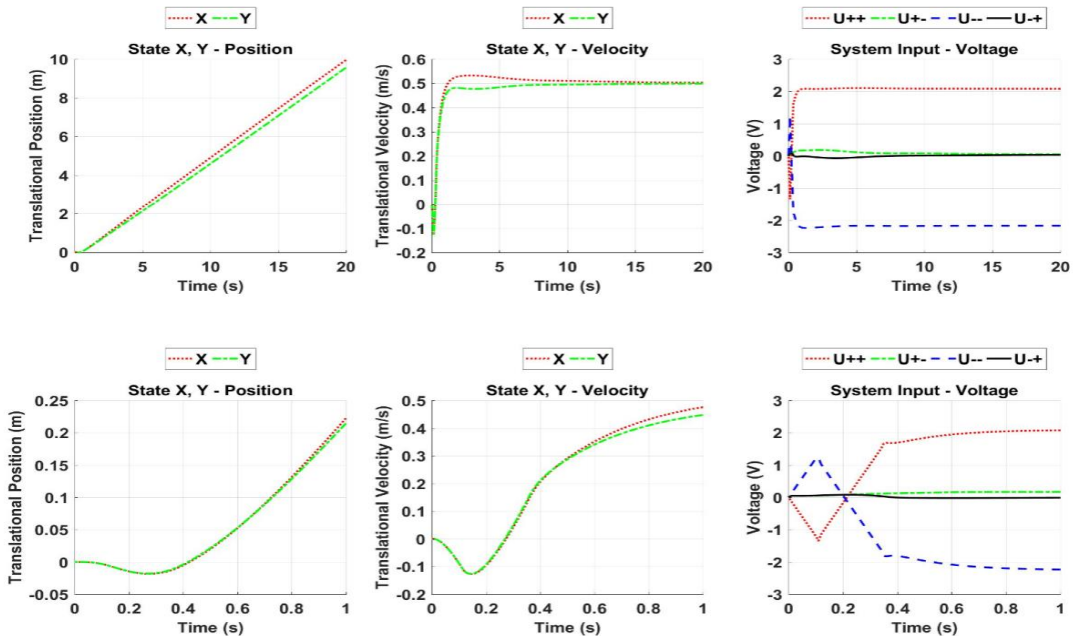 X Y
State X, Y - Position
Translational Position (m)
10
8
6
4
2
0
0 5 10 15 20
Time (s)
X Y
State X, Y - Velocity
Translational Velocity (m/s)
0.6
0.5
0.4
0.3
0.2
0.1
0
-0.1
-0.2
0 5 10 15 20
Time (s)
U++ U+- U-- U-+
System Input - Voltage
Voltage (V)
3
2
1
0
-1
-2
-3
0 5 10 15 20
Time (s)
X Y
State X, Y - Position
Translational Position (m)
0.25
0.2
0.15
0.1
0.05
0
-0.05
0 0.2 0.4 0.6 0.8 1
Time (s)
X Y
State X, Y - Velocity
Translational Velocity (m/s)
0.5
0.4
0.3
0.2
0.1
0
-0.1
-0.2
0 0.2 0.4 0.6 0.8 1
Time (s)
U++ U+- U-- U-+
System Input - Voltage
Voltage (V)
3
2
1
0
-1
-2
-3
0 0.2 0.4 0.6 0.8 1
Time (s)